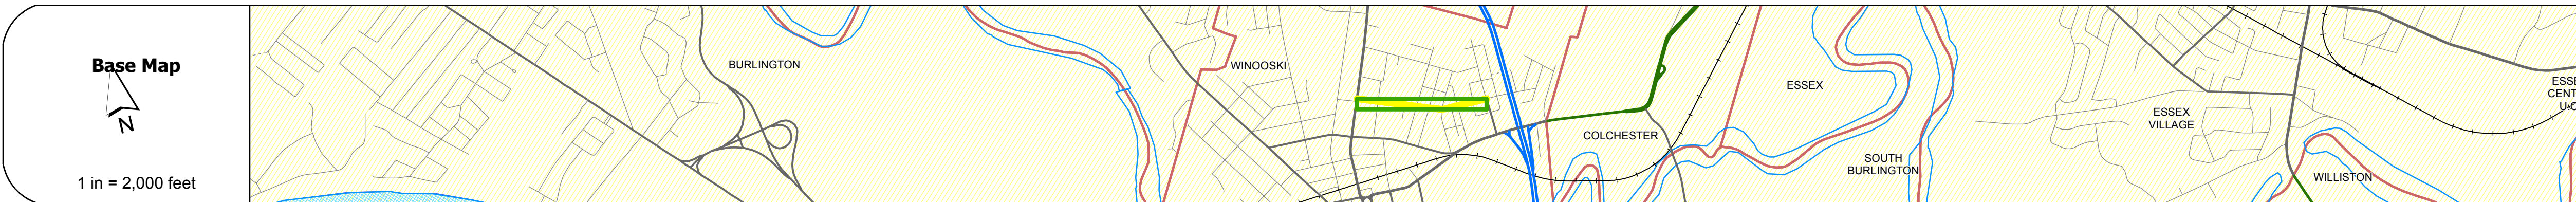 Base Map
N
1 in = 2,000 feet
BURLINGTON
WINOOSKI
COLCHESTER
ESSEX
SOUTH
BURLINGTON
ESSEX
VILLAGE
WILLISTON